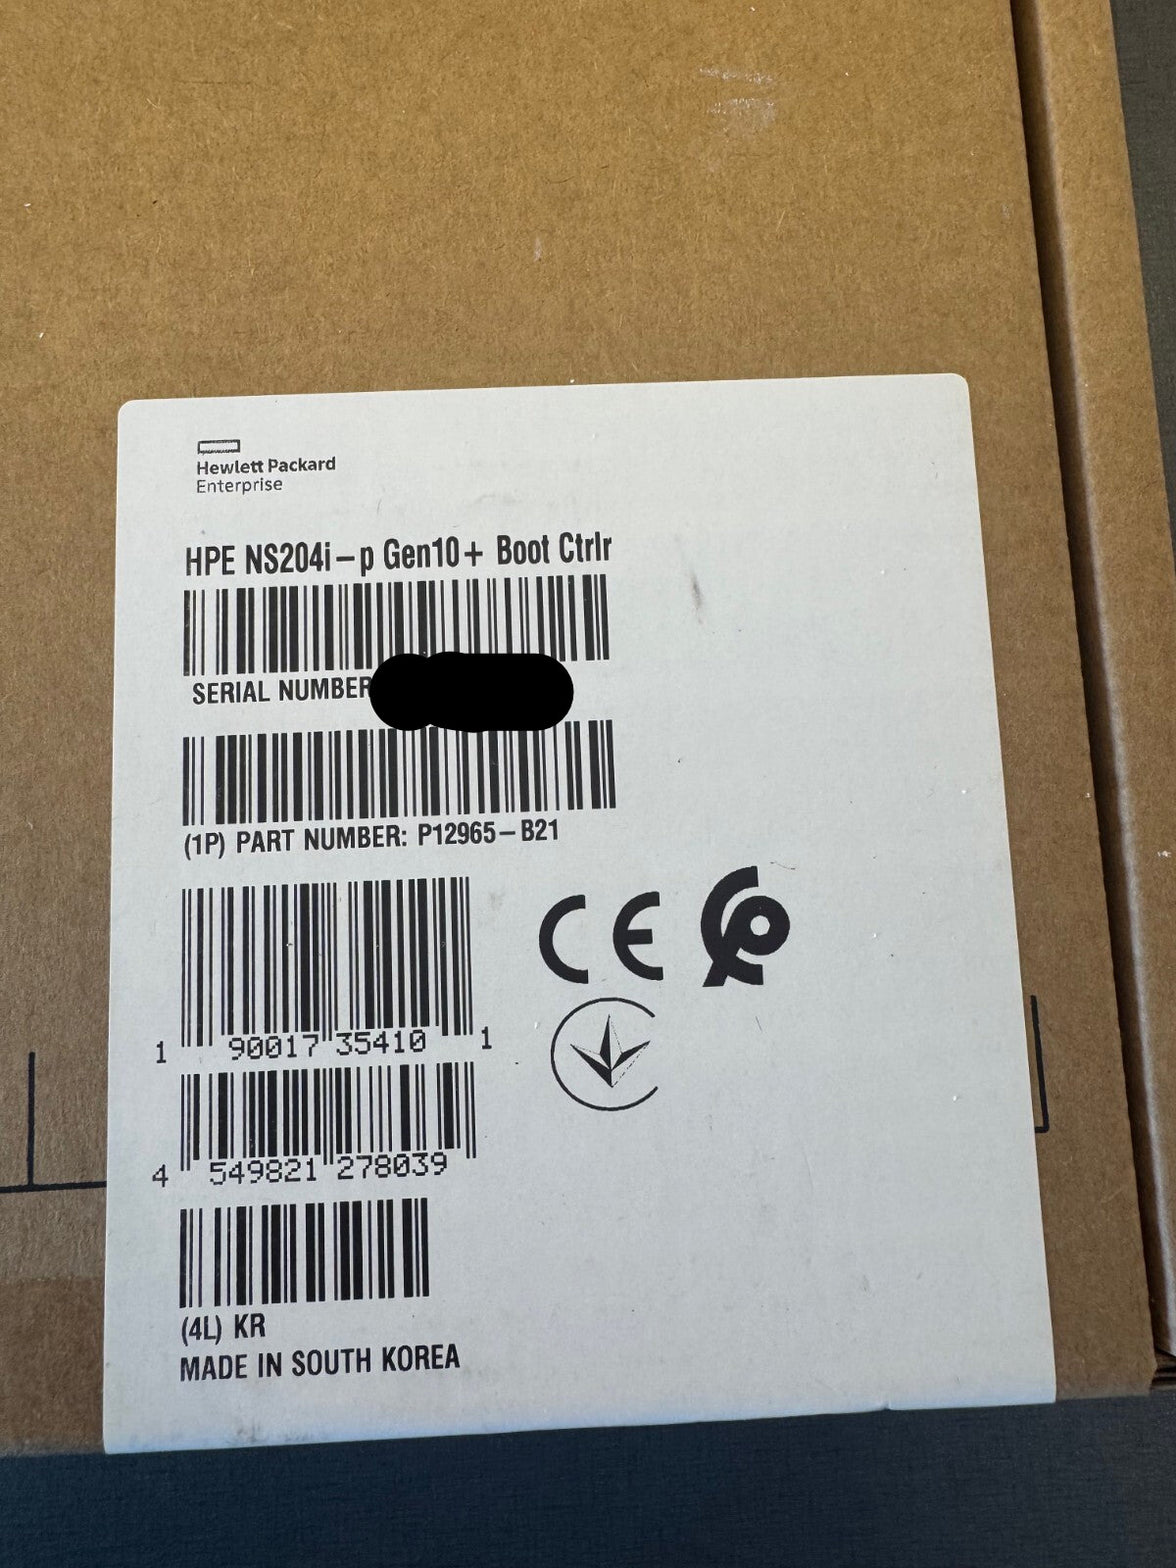 Hewlett Packard
Enterprise
HPE NS204i-p Gen10+ Boot Ctrlr
SERIAL NUMBER
(1P) PART NUMBER: P12965-B21
1 90017 35410 1
4 549821 278039
(4L) KR
MADE IN SOUTH KOREA